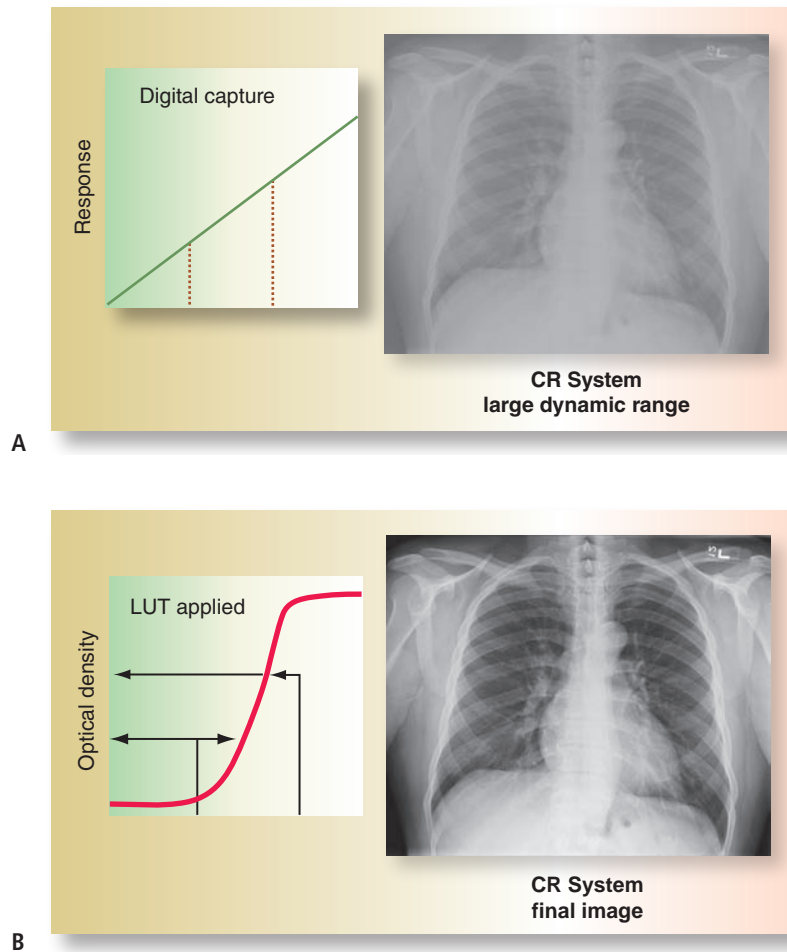 Digital capture
Response
L
CR System
large dynamic range
A
LUT applied
Optical density
L
CR System
final image
B